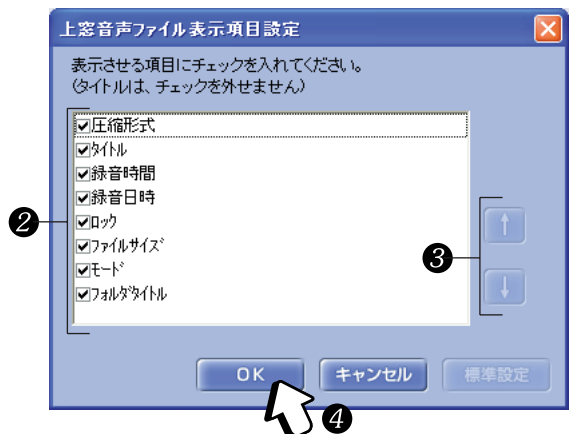 上窓音声ファイル表示項目設定
表示させる項目にチェックを入れてください。
(タイトルは、チェックを外せません)
圧縮形式
タイトル
録音時間
録音日時
ロック
ファイルサイズ
モード
フォルダタイトル
2
3
↑
↓
OK
キャンセル
標準設定
4